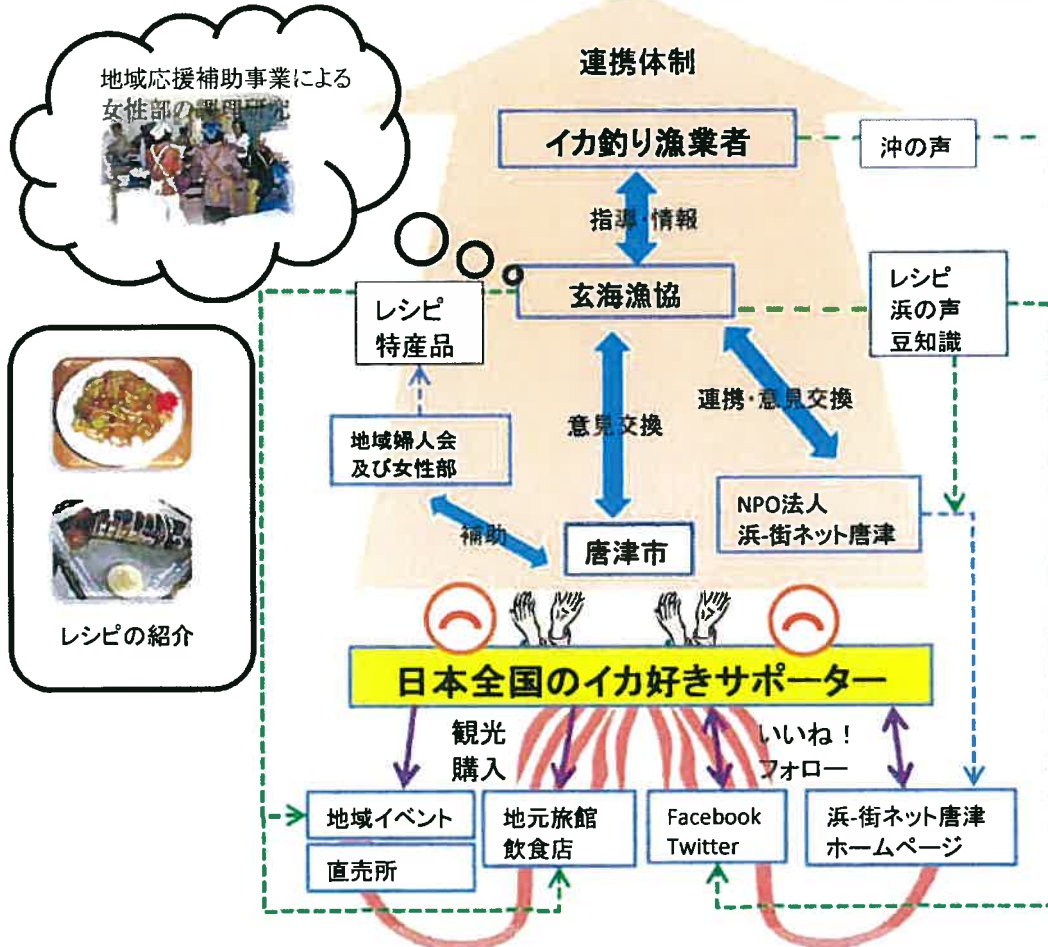 地域応援補助事業による
女性部の調理研究
連携体制
イカ釣り漁業者
沖の声
指導・情報
玄海漁協
レシピ
特産品
レシピ
浜の声
豆知識
意見交換
連携・意見交換
地域婦人会
及び女性部
補助
唐津市
NPO法人
浜-街ネット唐津
レシピの紹介
日本全国のイカ好きサポーター
観光
購入
いいね！
フォロー
地域イベント
直売所
地元旅館
飲食店
Facebook
Twitter
浜-街ネット唐津
ホームページ